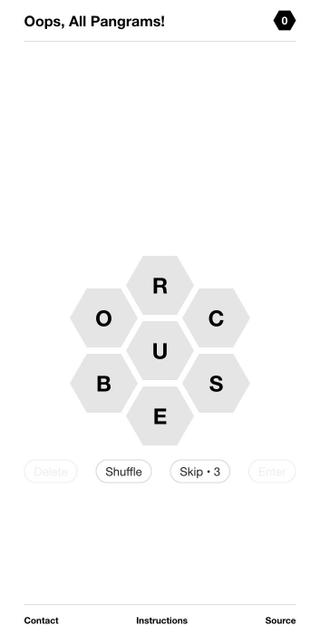 Oops, All Pangrams! 0
R
O C
U
B S
E
Delete Shuffle Skip • 3 Enter
Contact Instructions Source